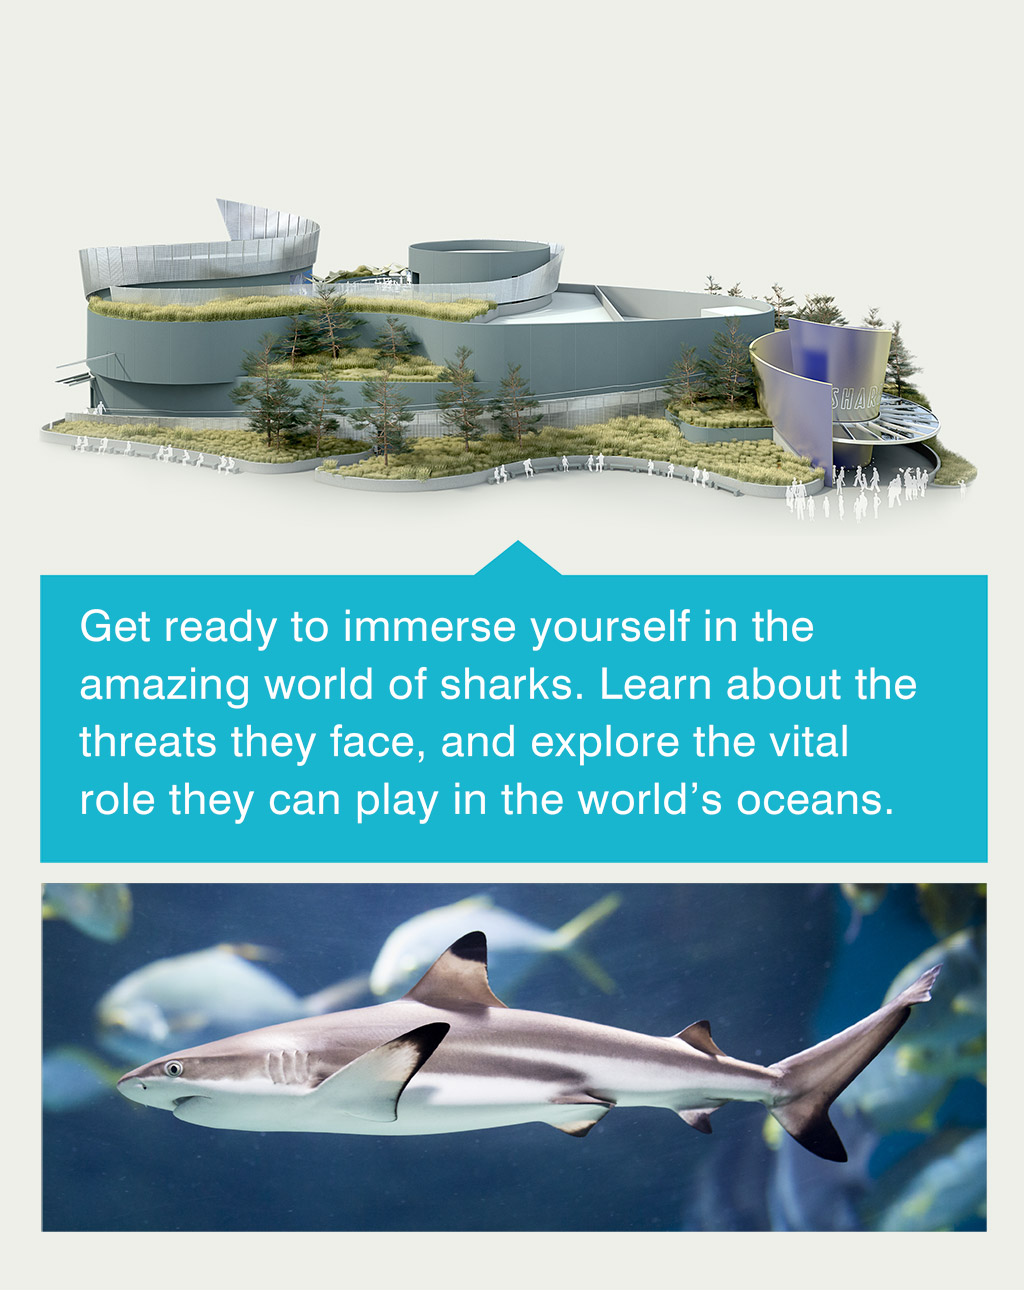 SHAR
Get ready to immerse yourself in the
amazing world of sharks. Learn about the
threats they face, and explore the vital
role they can play in the world’s oceans.